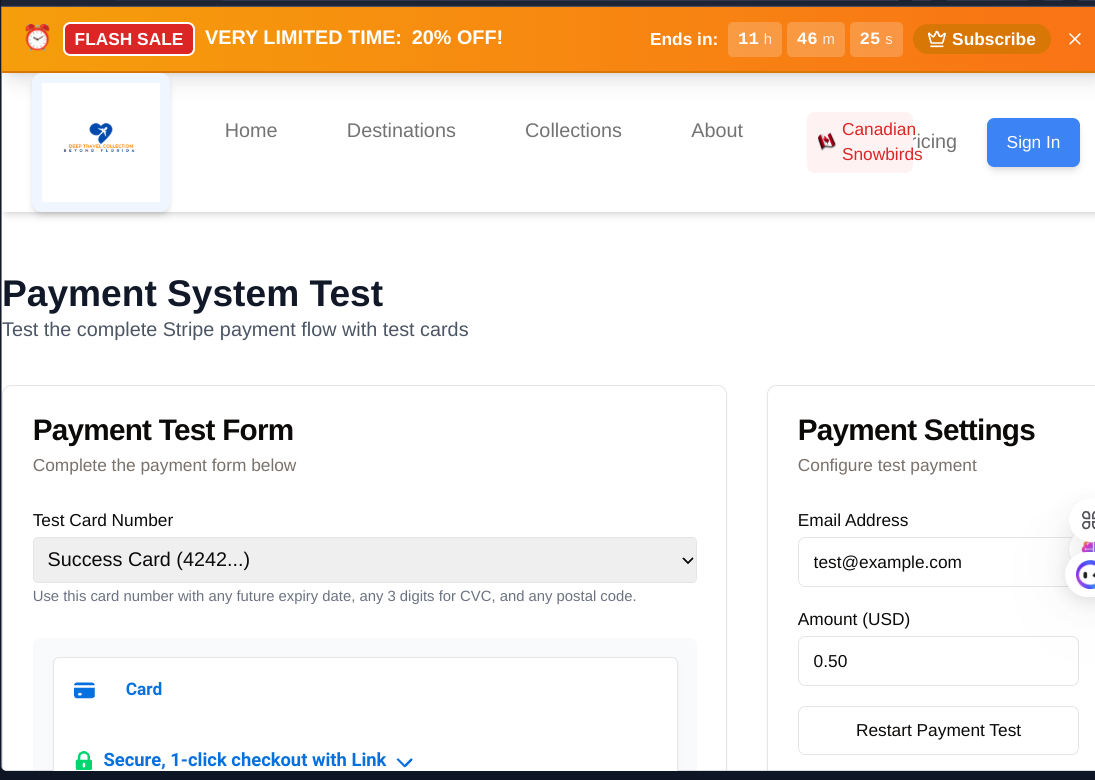 FLASH SALE VERY LIMITED TIME: 20% OFF! Ends in: 11 h 46 m 25 s Subscribe
DEEP TRAVEL COLLECTION
BEYOND FLORIDA
Home Destinations Collections About Canadian Snowbirds ricing Sign In
Payment System Test
Test the complete Stripe payment flow with test cards
Payment Test Form
Complete the payment form below
Test Card Number
Success Card (4242...)
Use this card number with any future expiry date, any 3 digits for CVC, and any postal code.
Card
Secure, 1-click checkout with Link
Payment Settings
Configure test payment
Email Address
test@example.com
Amount (USD)
0.50
Restart Payment Test